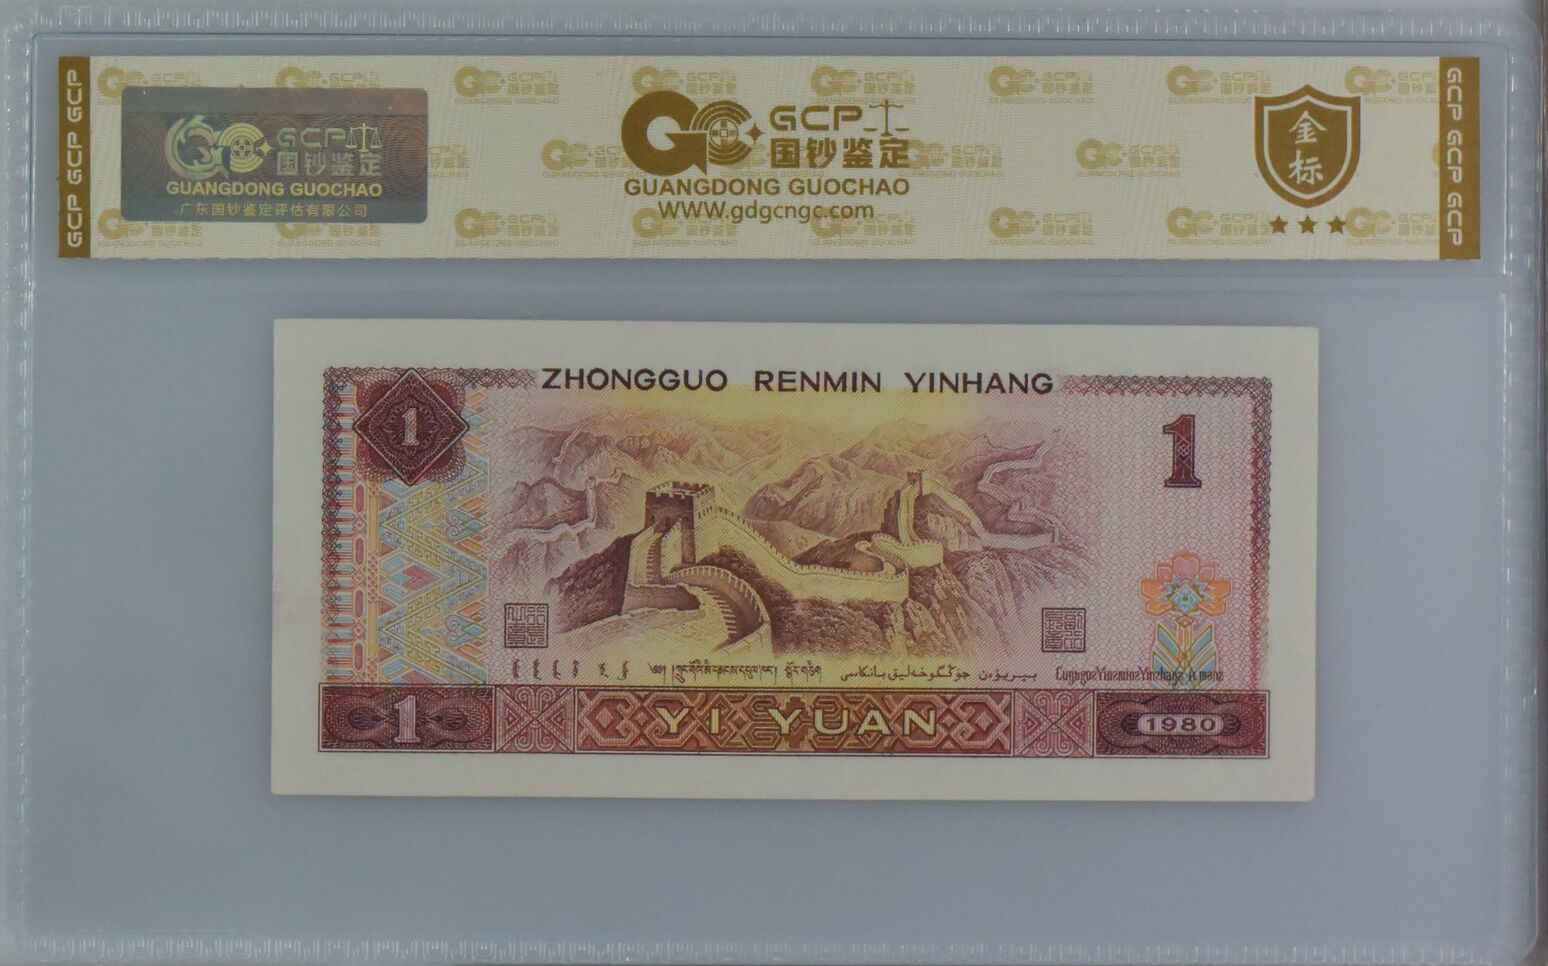 GCP GCP GCP
GCP
国钞鉴定
GUANGDONG GUOCHAO
广东国钞鉴定评估有限公司
GCP
国钞鉴定
GUANGDONG GUOCHAO
WWW.gdgcngc.com
金标
GCP GCP GCP
ZHONGGUO RENMIN YINHANG
1
1
1
YI YUAN
1980